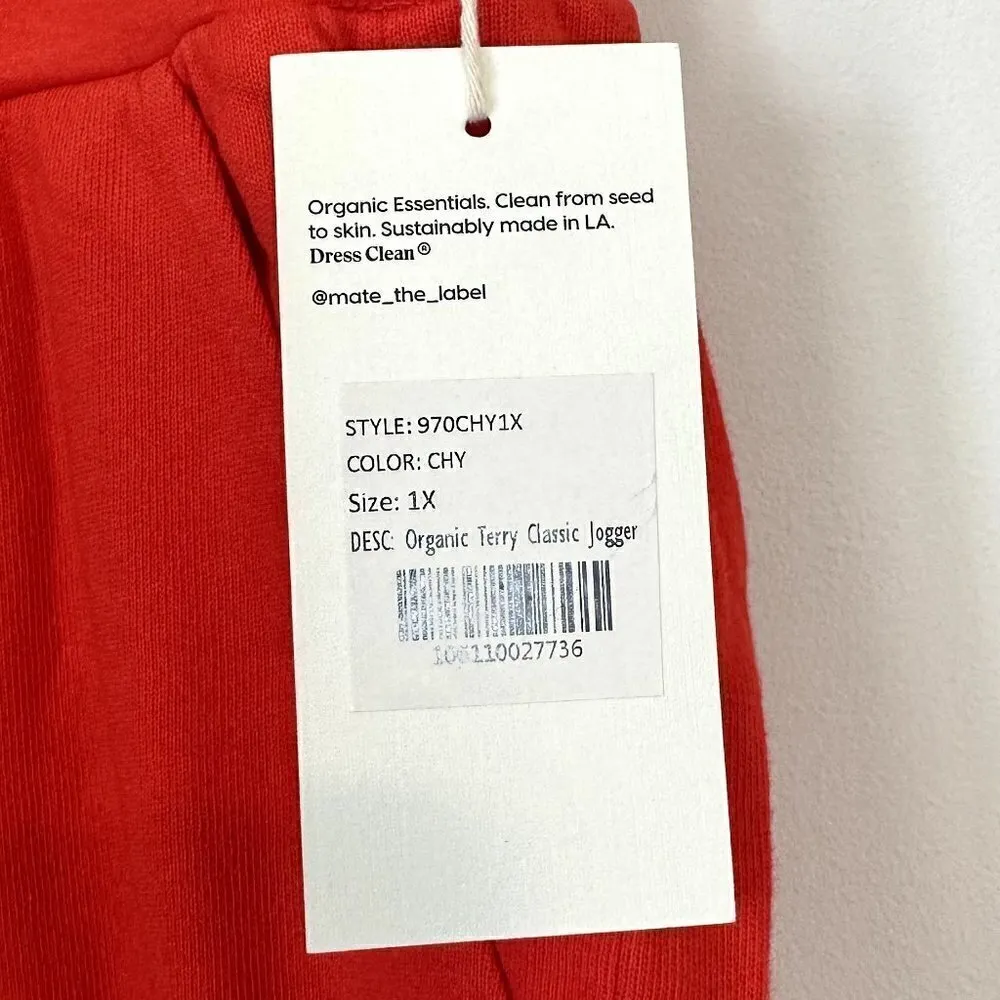 Organic Essentials. Clean from seed
to skin. Sustainably made in LA.
Dress Clean®
@mate_the_label
STYLE: 970CHY1X
COLOR: CHY
Size: 1X
DESC: Organic Terry Classic Jogger